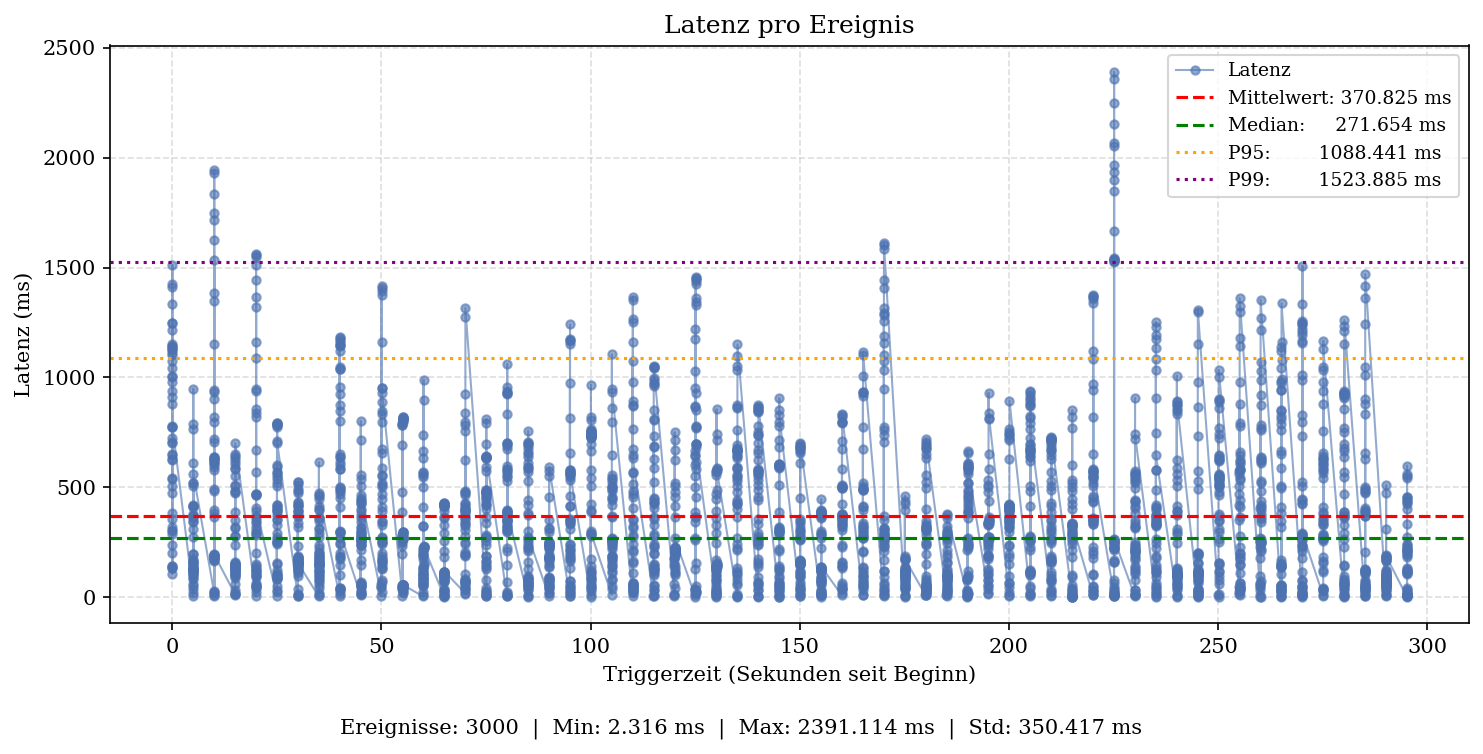 Latenz pro Ereignis
2500
2000
1500
1000
500
0
Latenz (ms)
Latenz
Mittelwert: 370.825 ms
Median: 271.654 ms
P95: 1088.441 ms
P99: 1523.885 ms
0 50 100 150 200 250 300
Triggerzeit (Sekunden seit Beginn)
Ereignisse: 3000 | Min: 2.316 ms | Max: 2391.114 ms | Std: 350.417 ms